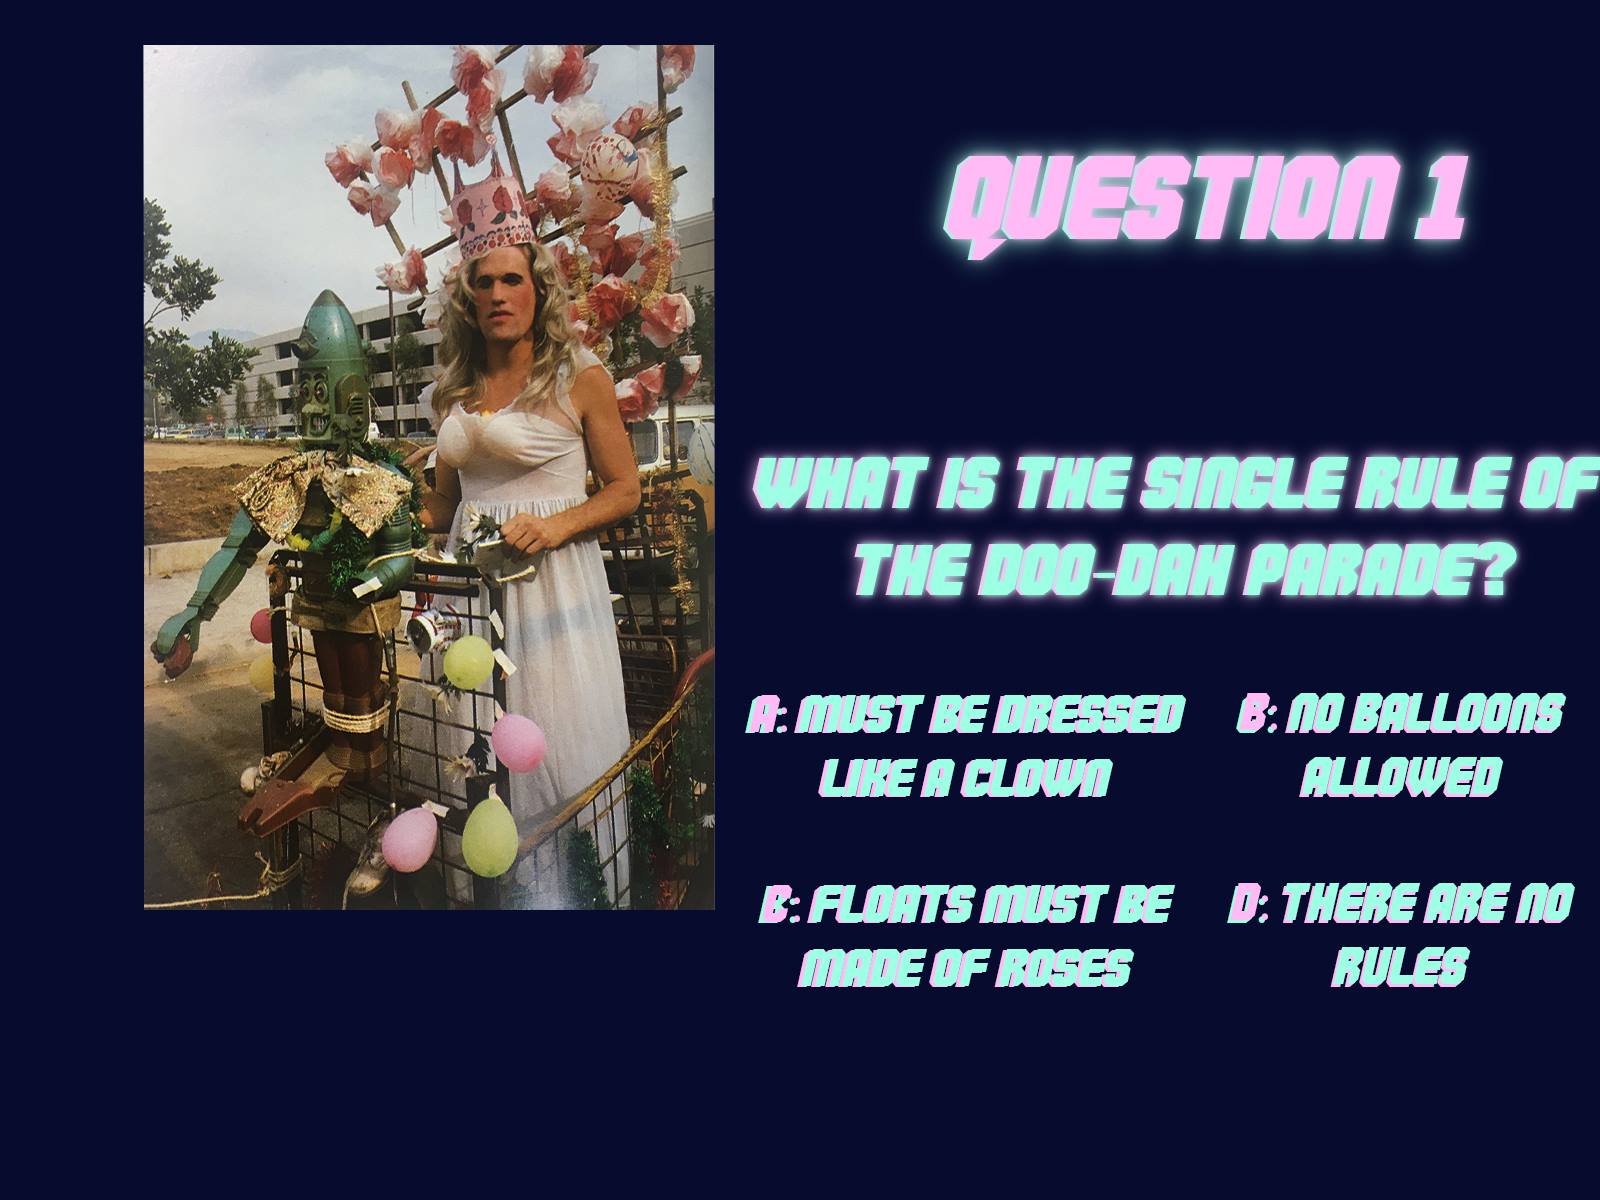 QUESTION 1
WHAT IS THE SINGLE RULE OF
THE DOO-DAH PARADE?
A: MUST BE DRESSED
LIKE A CLOWN
B: NO BALLOONS
ALLOWED
C: FLOATS MUST BE
MADE OF ROSES
D: THERE ARE NO
RULES